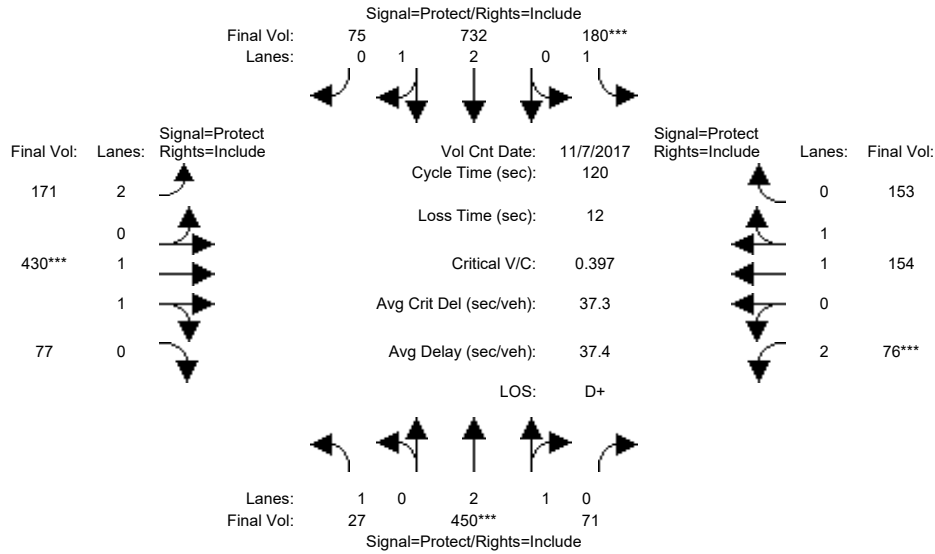 Signal=Protect/Rights=Include
Final Vol: 75 732 180***
Lanes: 0 1 2 0 1
Signal=Protect Signal=Protect
Final Vol: Lanes: Rights=Include Vol Cnt Date: 11/7/2017 Rights=Include Lanes: Final Vol:
Cycle Time (sec): 120
171 2 0 153
Loss Time (sec): 12
0 1
430*** 1 Critical V/C: 0.397 1 154
1 Avg Crit Del (sec/veh): 37.3 0
77 0 Avg Delay (sec/veh): 37.4 2 76***
LOS: D+
Lanes: 1 0 2 1 0
Final Vol: 27 450*** 71
Signal=Protect/Rights=Include